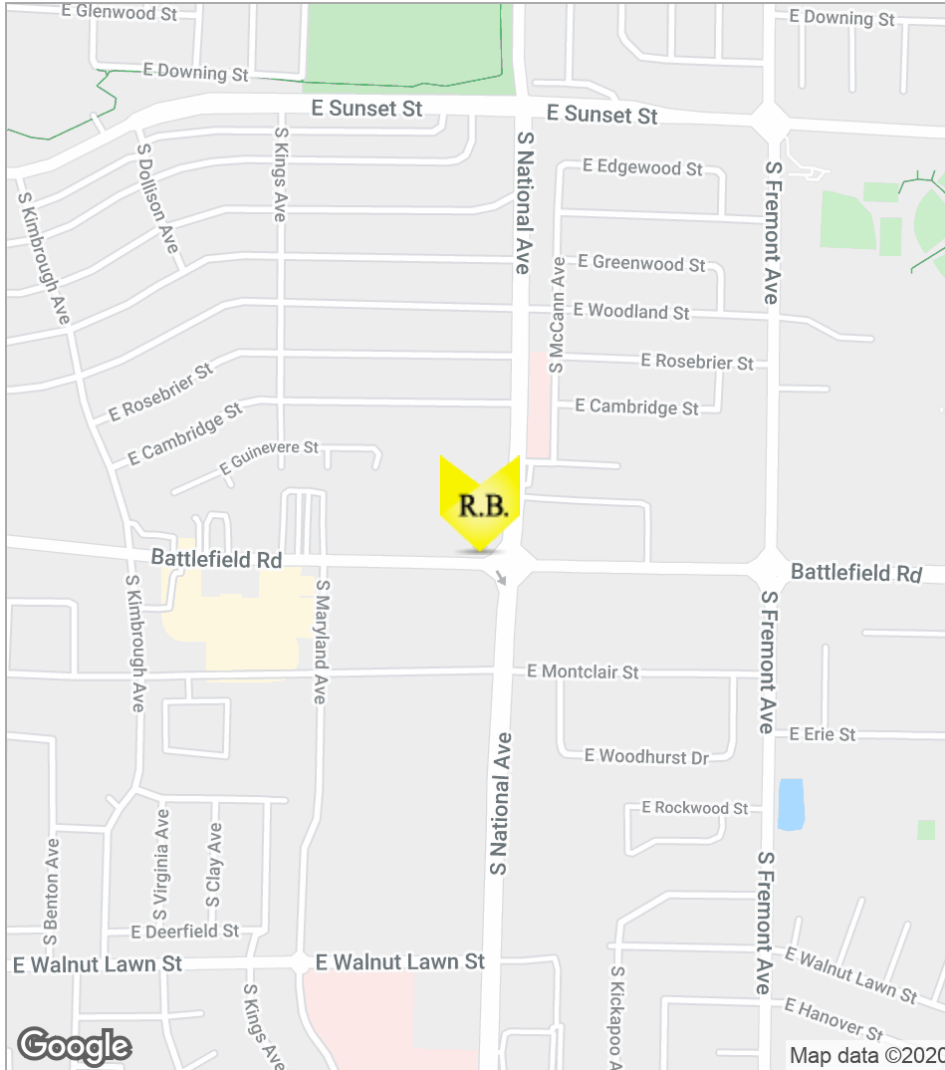 E Glenwood St
E Downing St
E Downing St
E Sunset St
E Sunset St
S Dollison Ave
S Kings Ave
S National Ave
E Edgewood St
S Fremont Ave
S Kimbrough Ave
E Greenwood St
S McCann Ave
E Woodland St
E Rosebrier St
E Rosebrier St
E Cambridge St
E Cambridge St
E Guinevere St
R.B.
Battlefield Rd
Battlefield Rd
S Kimbrough Ave
S Maryland Ave
S Fremont Ave
E Montclair St
E Erie St
S National Ave
E Woodhurst Dr
E Rockwood St
S Benton Ave
S Virginia Ave
S Clay Ave
S Fremont Ave
E Deerfield St
E Walnut Lawn St
E Walnut Lawn St
E Walnut Lawn St
S Kings Ave
S Kickapoo A
E Hanover St
Google
Map data ©2020